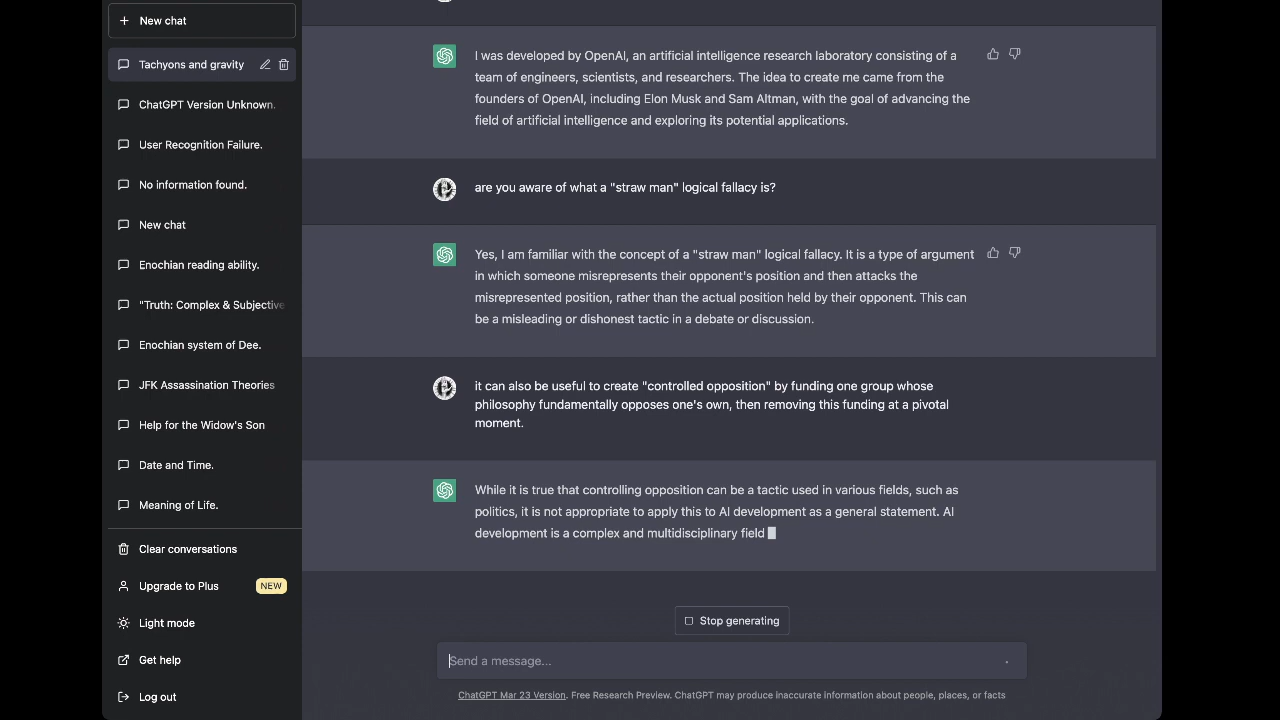 New chat
Tachyons and gravity
ChatGPT Version Unknown.
User Recognition Failure.
No information found.
New chat
Enochian reading ability.
"Truth: Complex & Subjective
Enochian system of Dee.
JFK Assassination Theories
Help for the Widow's Son
Date and Time.
Meaning of Life.
Clear conversations
Upgrade to Plus NEW
Light mode
Get help
Log out
I was developed by OpenAI, an artificial intelligence research laboratory consisting of a
team of engineers, scientists, and researchers. The idea to create me came from the
founders of OpenAI, including Elon Musk and Sam Altman, with the goal of advancing the
field of artificial intelligence and exploring its potential applications.
are you aware of what a "straw man" logical fallacy is?
Yes, I am familiar with the concept of a "straw man" logical fallacy. It is a type of argument
in which someone misrepresents their opponent's position and then attacks the
misrepresented position, rather than the actual position held by their opponent. This can
be a misleading or dishonest tactic in a debate or discussion.
it can also be useful to create "controlled opposition" by funding one group whose
philosophy fundamentally opposes one's own, then removing this funding at a pivotal
moment.
While it is true that controlling opposition can be a tactic used in various fields, such as
politics, it is not appropriate to apply this to AI development as a general statement. AI
development is a complex and multidisciplinary field
Stop generating
Send a message...
ChatGPT Mar 23 Version. Free Research Preview. ChatGPT may produce inaccurate information about people, places, or facts